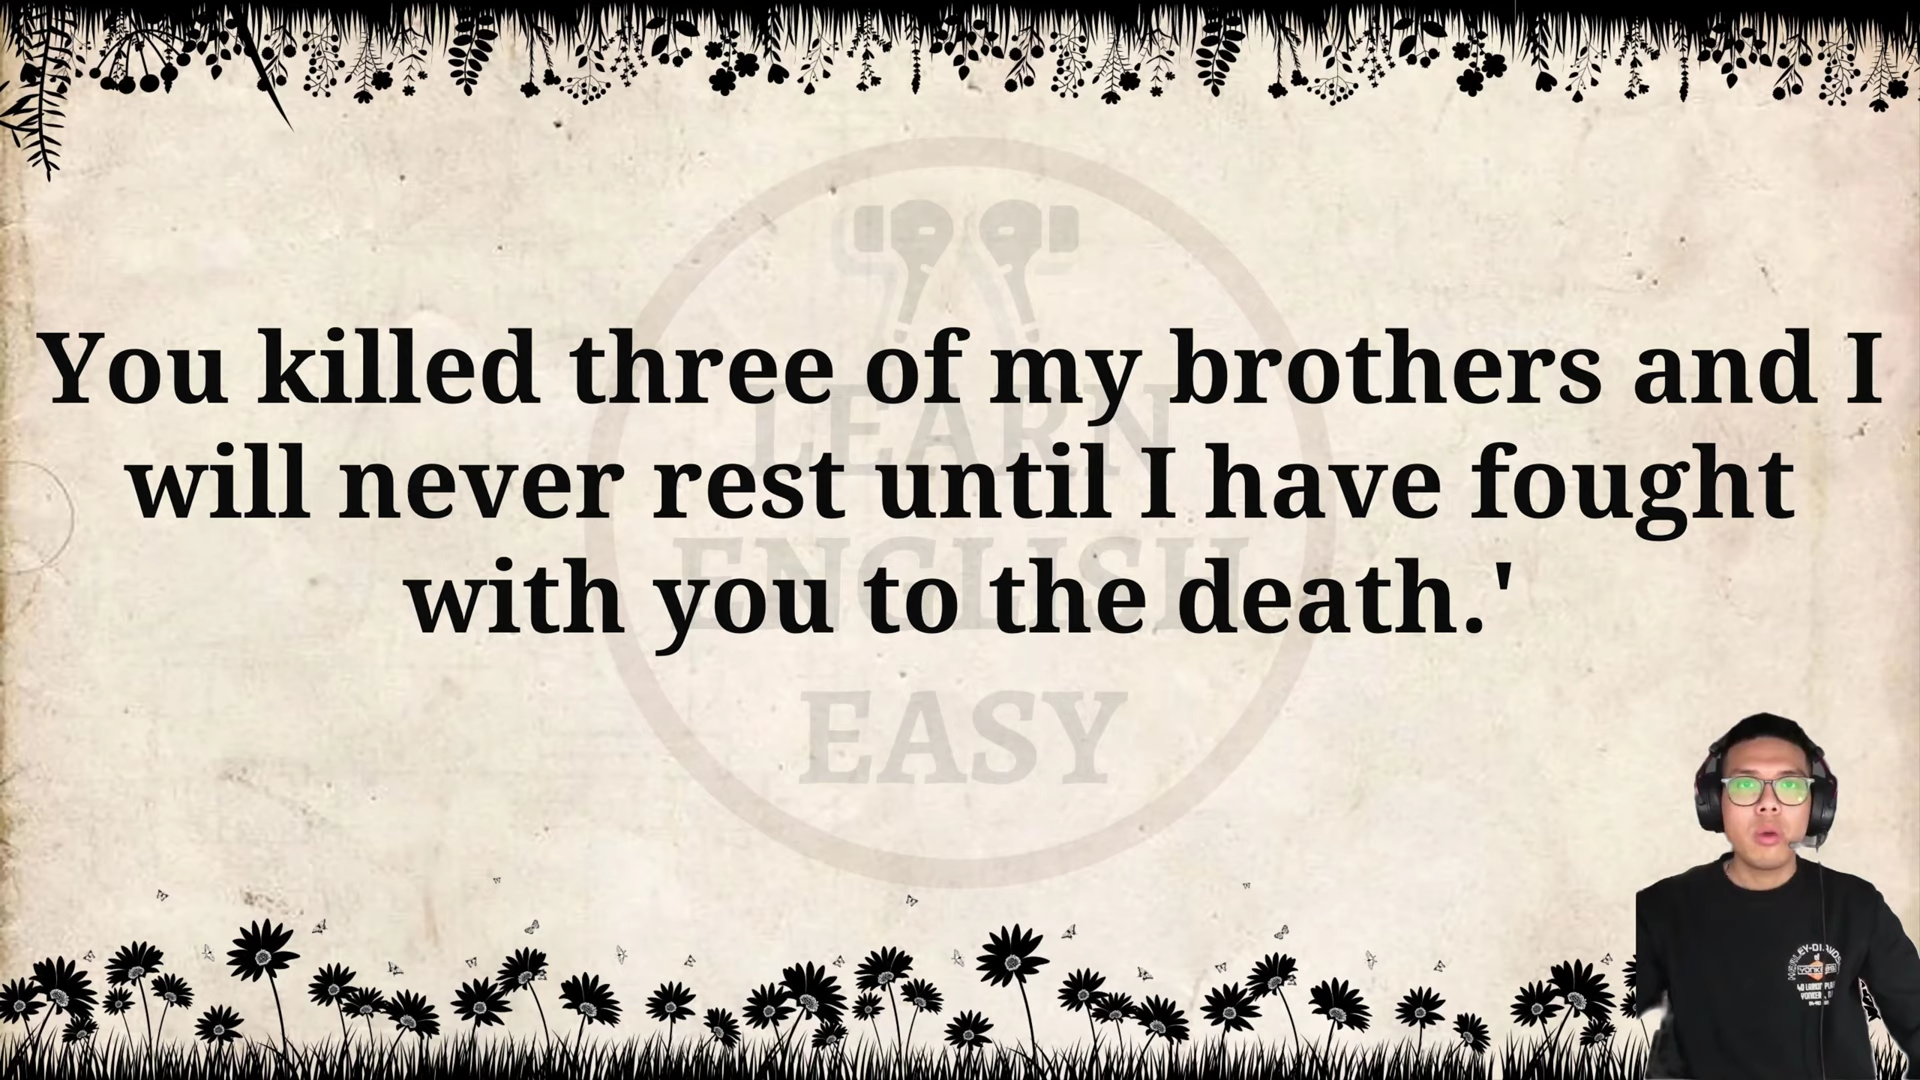 You killed three of my brothers and I
will never rest until I have fought
with you to the death.'
LEARN
ENGLISH
EASY